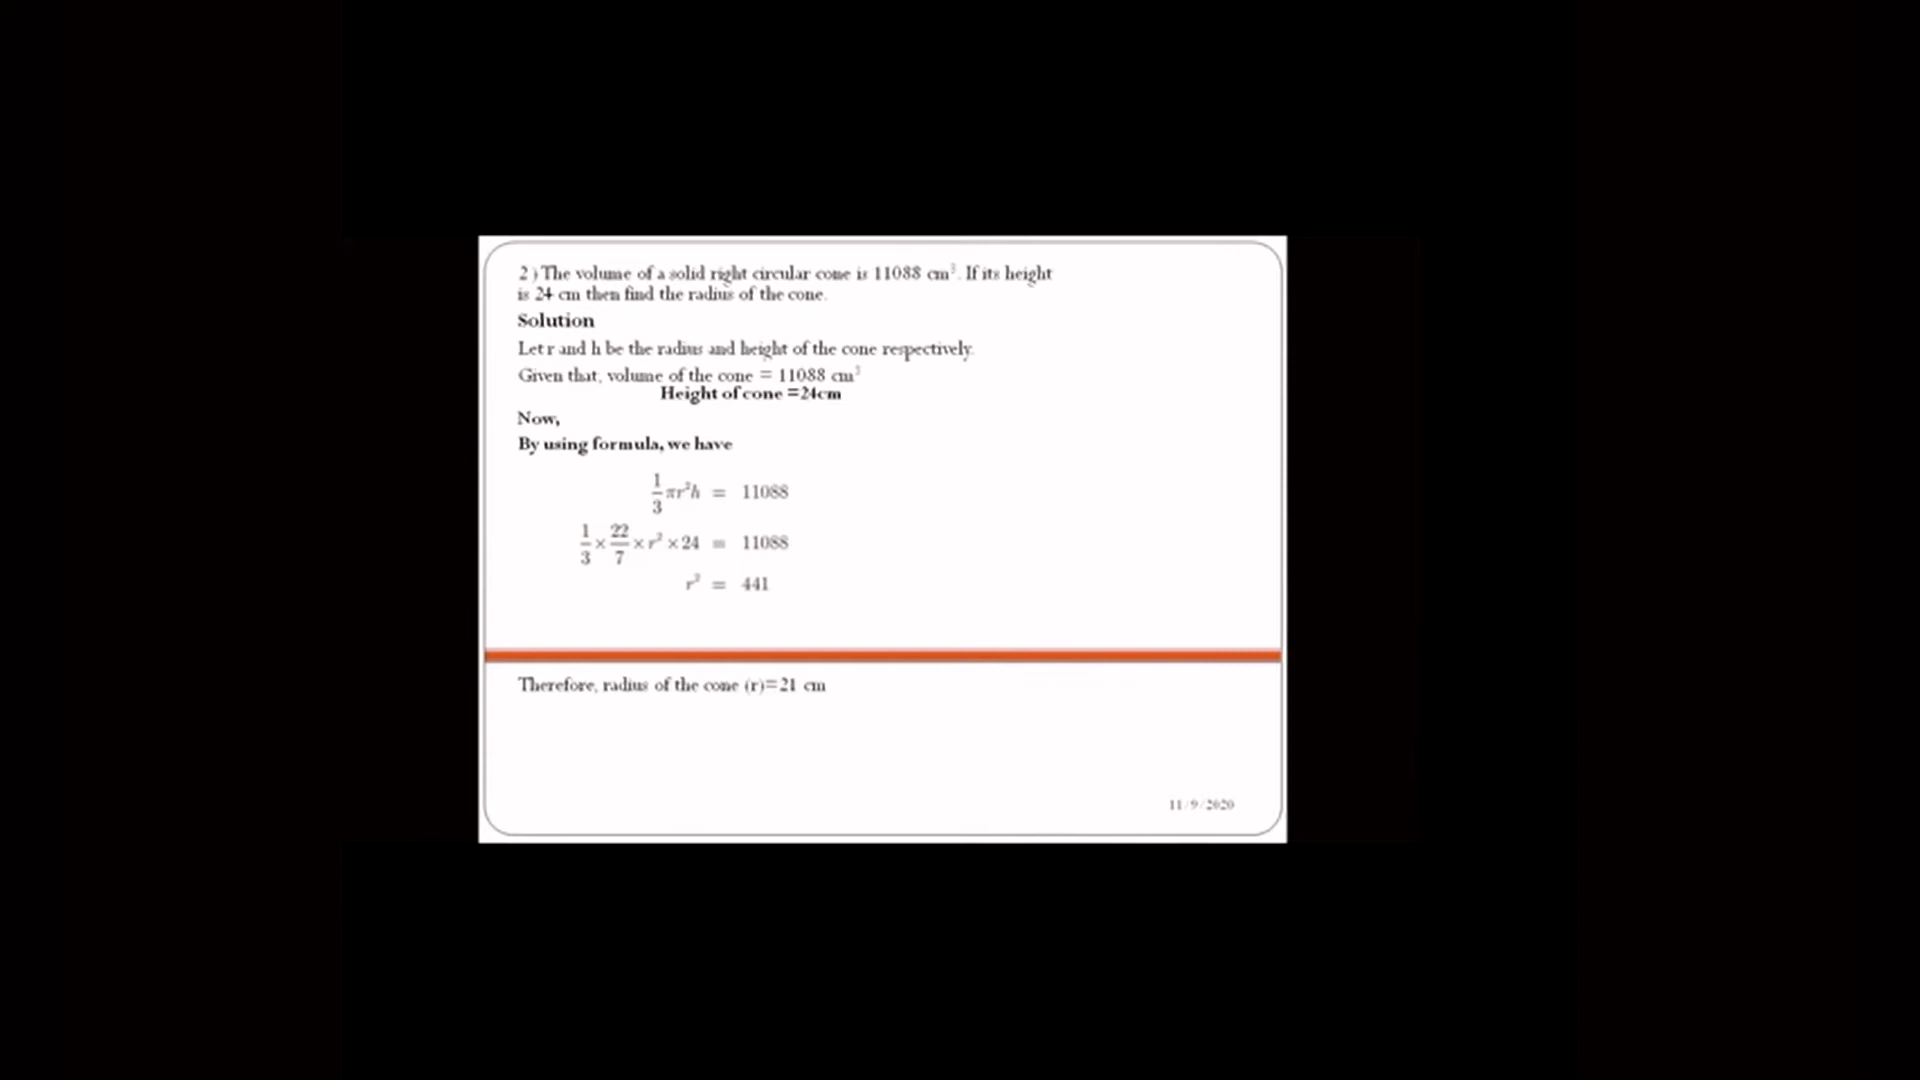 2 ) The volume of a solid right circular cone is 11088 cm³. If its height
is 24 cm then find the radius of the cone.
Solution
Let r and h be the radius and height of the cone respectively.
Given that, volume of the cone = 11088 cm³
Height of cone =24cm
Now,
By using formula, we have
1/3 πr²h = 11088
1/3 × 22/7 × r² × 24 = 11088
r² = 441
Therefore, radius of the cone (r)=21 cm
11/9/2020